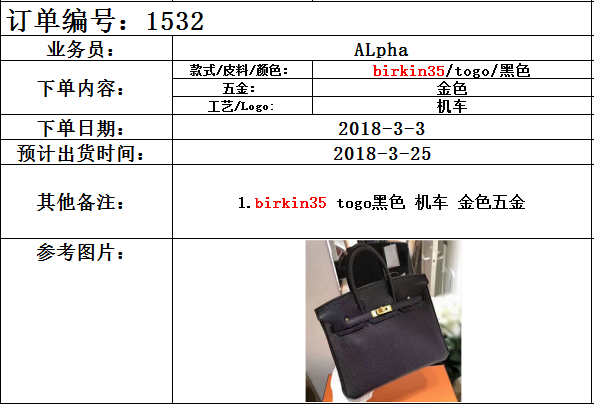 订单编号：1532
业务员： ALpha
下单内容：
款式/皮料/颜色： birkin35/togo/黑色
五金： 金色
工艺/Logo: 机车
下单日期： 2018-3-3
预计出货时间： 2018-3-25
其他备注： 1.birkin35 togo黑色 机车 金色五金
参考图片：